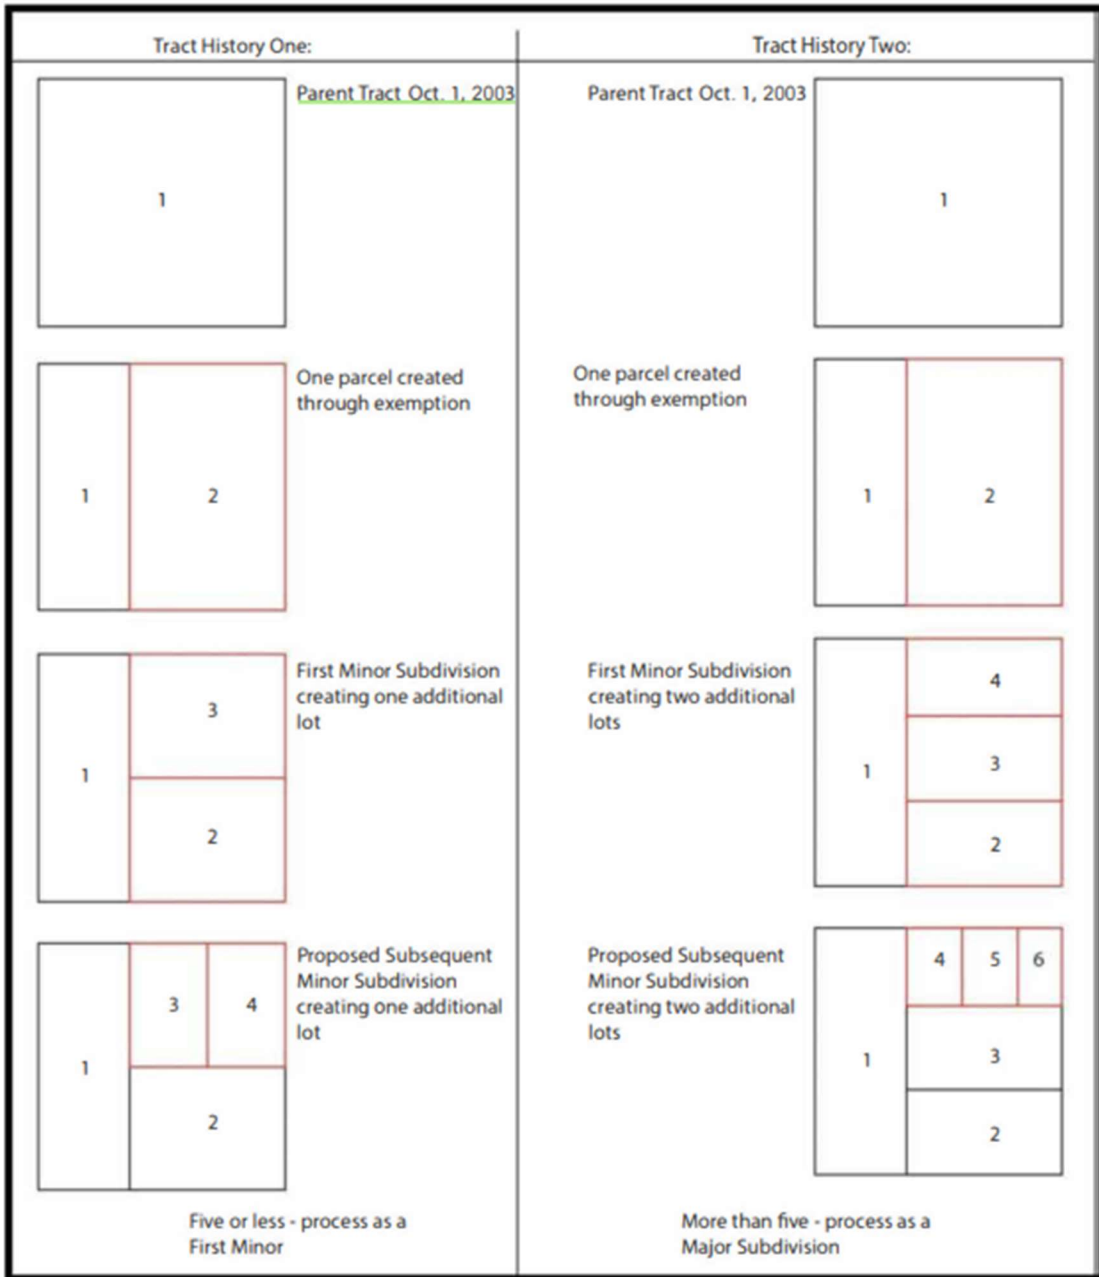 Tract History One:
Parent Tract Oct. 1, 2003
1
One parcel created
through exemption
1
2
First Minor Subdivision
creating one additional
lot
3
1
2
Proposed Subsequent
Minor Subdivision
creating one additional
lot
3
4
1
2
Five or less - process as a
First Minor
Tract History Two:
Parent Tract Oct. 1, 2003
1
One parcel created
through exemption
1
2
First Minor Subdivision
creating two additional
lots
4
3
1
2
Proposed Subsequent
Minor Subdivision
creating two additional
lots
4
5
6
3
1
2
More than five - process as a
Major Subdivision